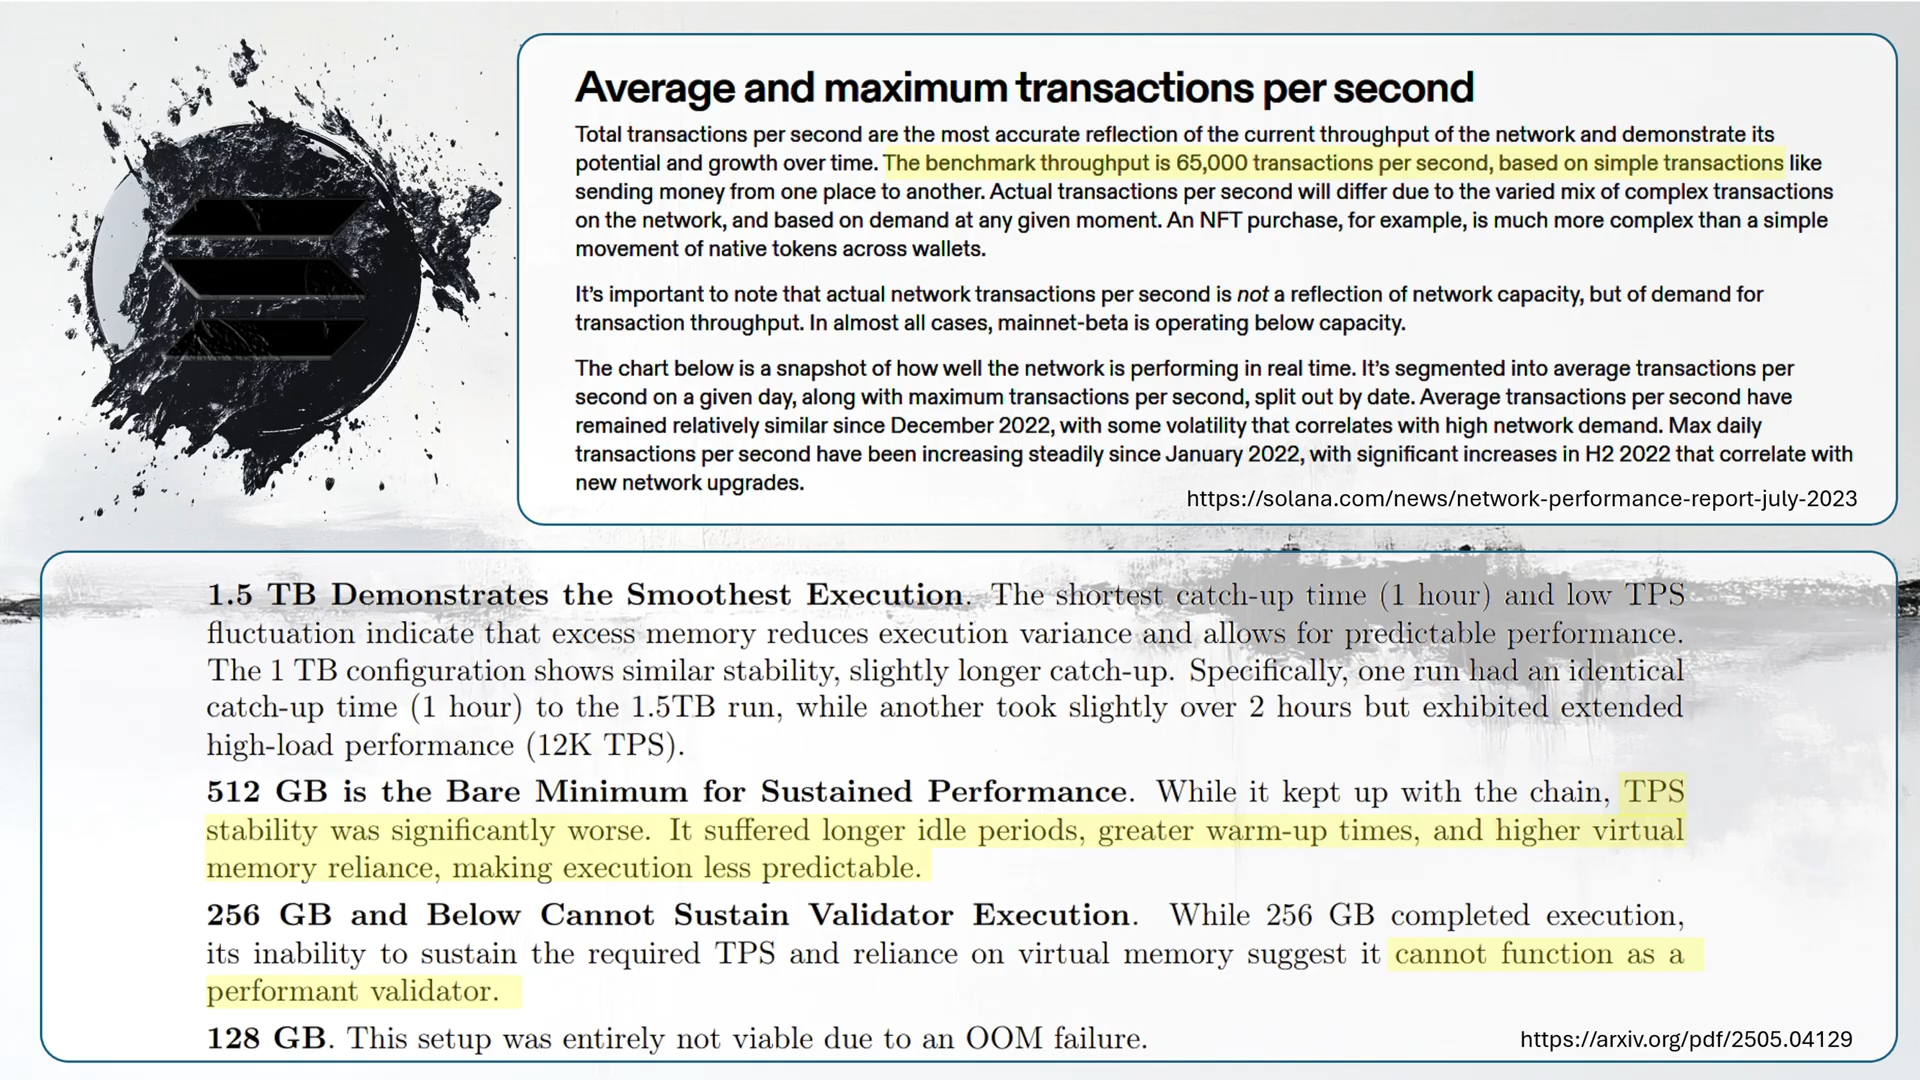 Average and maximum transactions per second
Total transactions per second are the most accurate reflection of the current throughput of the network and demonstrate its
potential and growth over time. The benchmark throughput is 65,000 transactions per second, based on simple transactions like
sending money from one place to another. Actual transactions per second will differ due to the varied mix of complex transactions
on the network, and based on demand at any given moment. An NFT purchase, for example, is much more complex than a simple
movement of native tokens across wallets.
It’s important to note that actual network transactions per second is not a reflection of network capacity, but of demand for
transaction throughput. In almost all cases, mainnet-beta is operating below capacity.
The chart below is a snapshot of how well the network is performing in real time. It’s segmented into average transactions per
second on a given day, along with maximum transactions per second, split out by date. Average transactions per second have
remained relatively similar since December 2022, with some volatility that correlates with high network demand. Max daily
transactions per second have been increasing steadily since January 2022, with significant increases in H2 2022 that correlate with
new network upgrades.
https://solana.com/news/network-performance-report-july-2023
1.5 TB Demonstrates the Smoothest Execution. The shortest catch-up time (1 hour) and low TPS
fluctuation indicate that excess memory reduces execution variance and allows for predictable performance.
The 1 TB configuration shows similar stability, slightly longer catch-up. Specifically, one run had an identical
catch-up time (1 hour) to the 1.5TB run, while another took slightly over 2 hours but exhibited extended
high-load performance (12K TPS).
512 GB is the Bare Minimum for Sustained Performance. While it kept up with the chain, TPS
stability was significantly worse. It suffered longer idle periods, greater warm-up times, and higher virtual
memory reliance, making execution less predictable.
256 GB and Below Cannot Sustain Validator Execution. While 256 GB completed execution,
its inability to sustain the required TPS and reliance on virtual memory suggest it cannot function as a
performant validator.
128 GB. This setup was entirely not viable due to an OOM failure.
https://arxiv.org/pdf/2505.04129